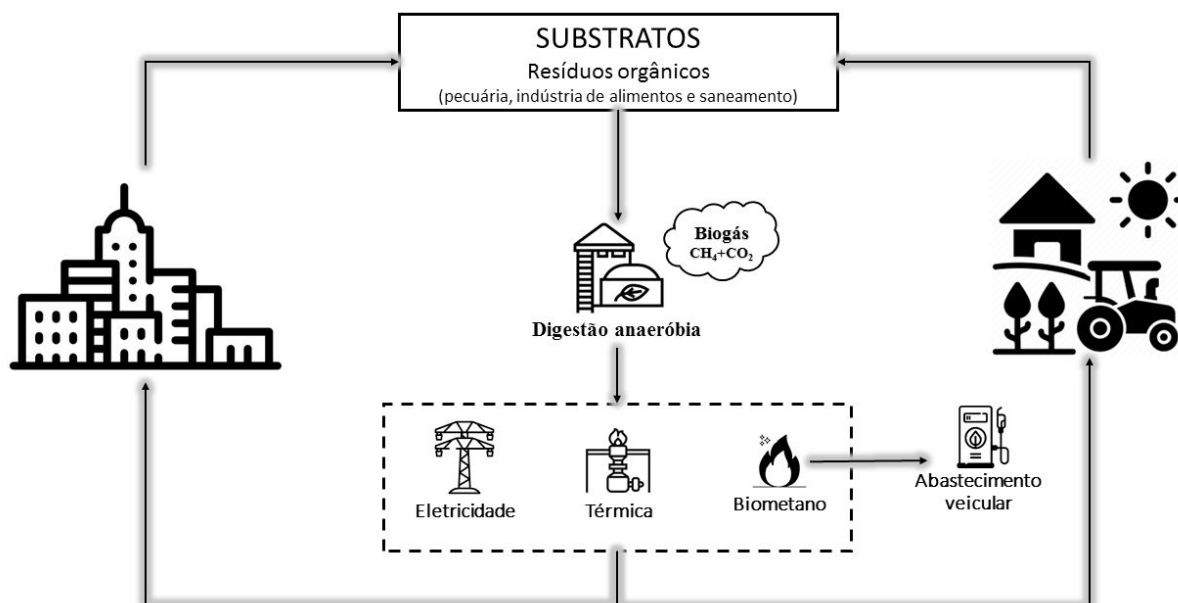 SUBSTRATOS
Resíduos orgânicos
(pecuária, indústria de alimentos e saneamento)
Biogás
CH₄+CO₂
Digestão anaeróbia
Eletricidade
Térmica
Biometano
Abastecimento
veicular